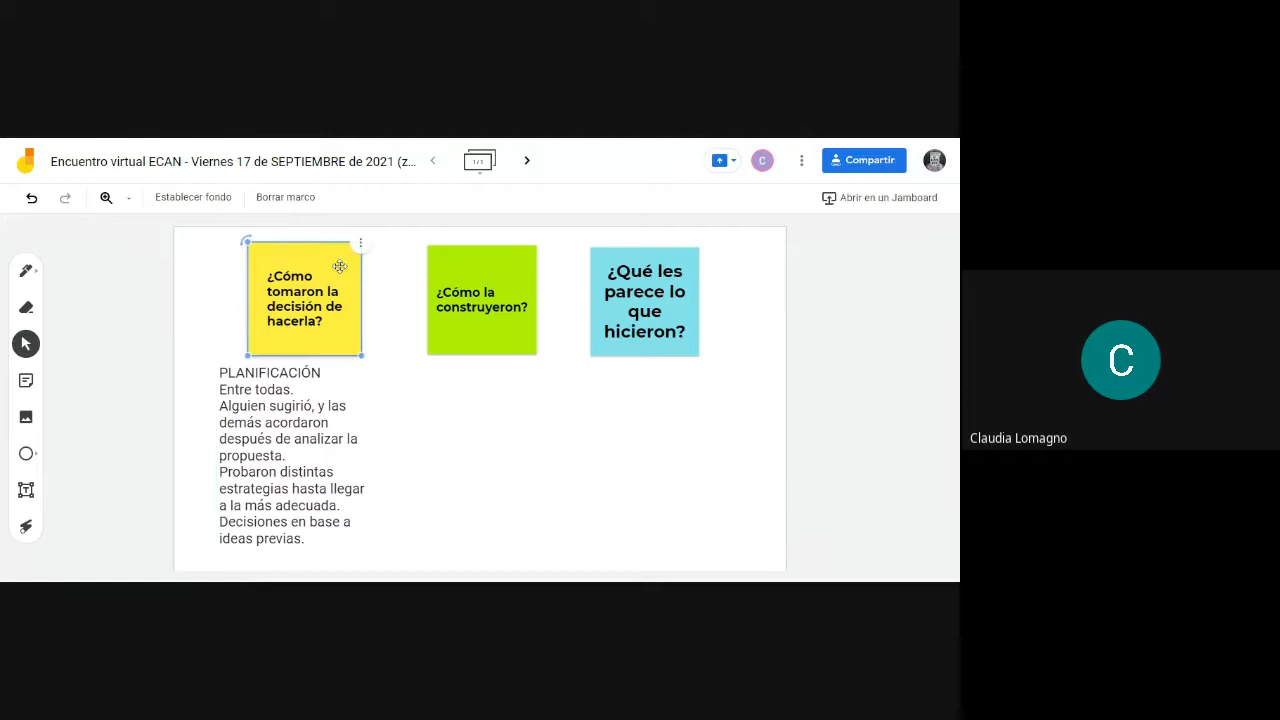 Encuentro virtual ECAN - Viernes 17 de SEPTIEMBRE de 2021 (z...
1/1
C
Compartir
Establecer fondo
Borrar marco
Abrir en un Jamboard
¿Cómo
tomaron la
decisión de
hacerla?
¿Cómo la
construyeron?
¿Qué les
parece lo
que
hicieron?
PLANIFICACIÓN
Entre todas.
Alguien sugirió, y las
demás acordaron
después de analizar la
propuesta.
Probaron distintas
estrategias hasta llegar
a la más adecuada.
Decisiones en base a
ideas previas.
C
Claudia Lomagno